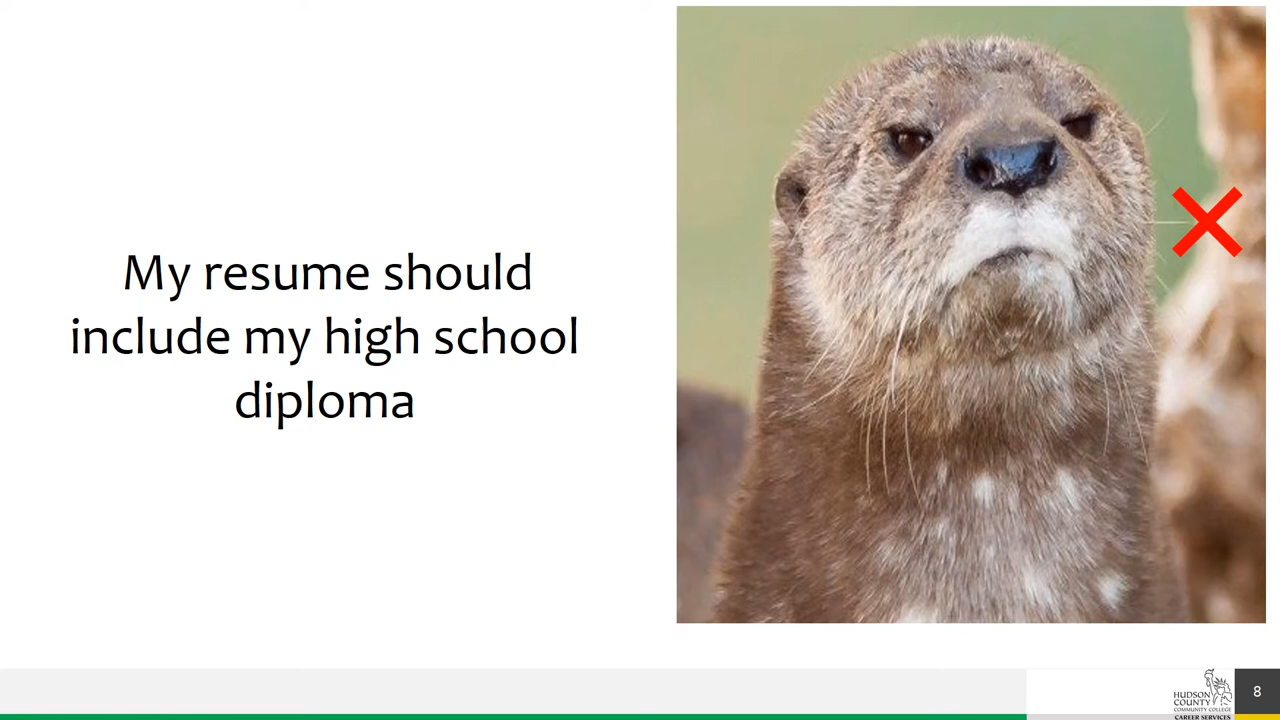 My resume should
include my high school
diploma
HUDSON
COUNTY
COMMUNITY COLLEGE
CAREER SERVICES
8